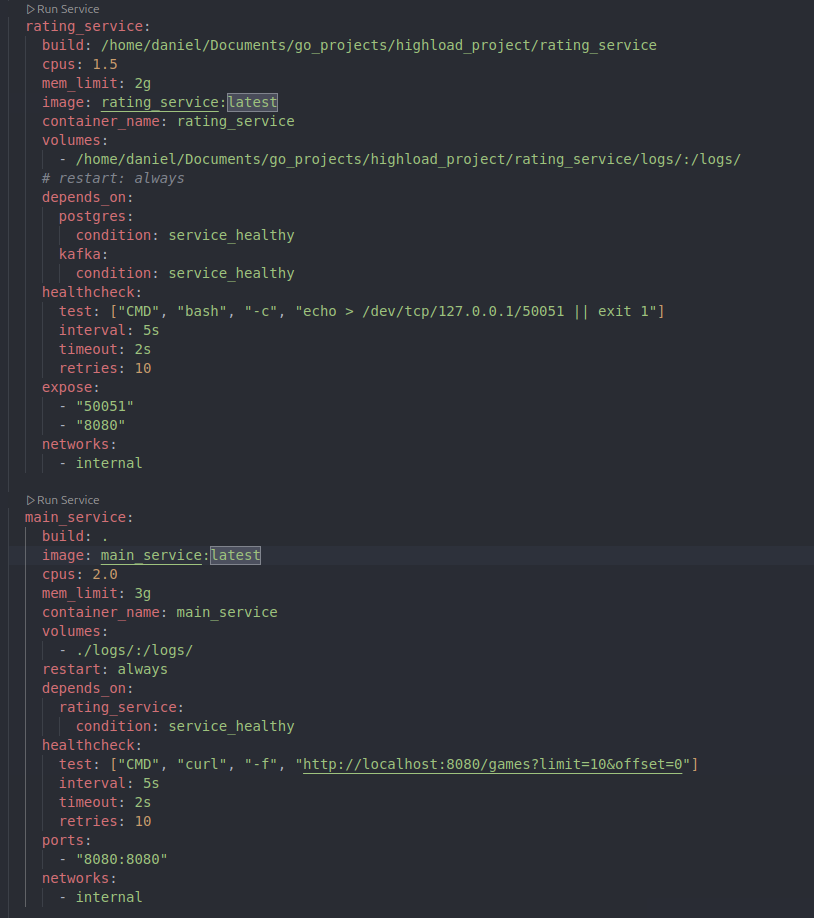 Run Service
rating_service:
build: /home/daniel/Documents/go_projects/highload_project/rating_service
cpus: 1.5
mem_limit: 2g
image: rating_service:latest
container_name: rating_service
volumes:
- /home/daniel/Documents/go_projects/highload_project/rating_service/logs/:/logs/
# restart: always
depends_on:
postgres:
condition: service_healthy
kafka:
condition: service_healthy
healthcheck:
test: ["CMD", "bash", "-c", "echo > /dev/tcp/127.0.0.1/50051 || exit 1"]
interval: 5s
timeout: 2s
retries: 10
expose:
- "50051"
- "8080"
networks:
- internal
Run Service
main_service:
build: .
image: main_service:latest
cpus: 2.0
mem_limit: 3g
container_name: main_service
volumes:
- ./logs/:/logs/
restart: always
depends_on:
rating_service:
condition: service_healthy
healthcheck:
test: ["CMD", "curl", "-f", "http://localhost:8080/games?limit=10&offset=0"]
interval: 5s
timeout: 2s
retries: 10
ports:
- "8080:8080"
networks:
- internal